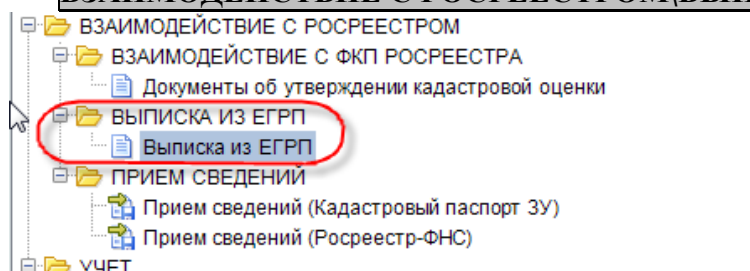 ВЗАИМОДЕЙСТВИЕ С РОСРЕЕСТРОМ
ВЗАИМОДЕЙСТВИЕ С ФКП РОСРЕЕСТРА
Документы об утверждении кадастровой оценки
ВЫПИСКА ИЗ ЕГРП
Выписка из ЕГРП
ПРИЕМ СВЕДЕНИЙ
Прием сведений (Кадастровый паспорт ЗУ)
Прием сведений (Росреестр-ФНС)
УЧЕТ